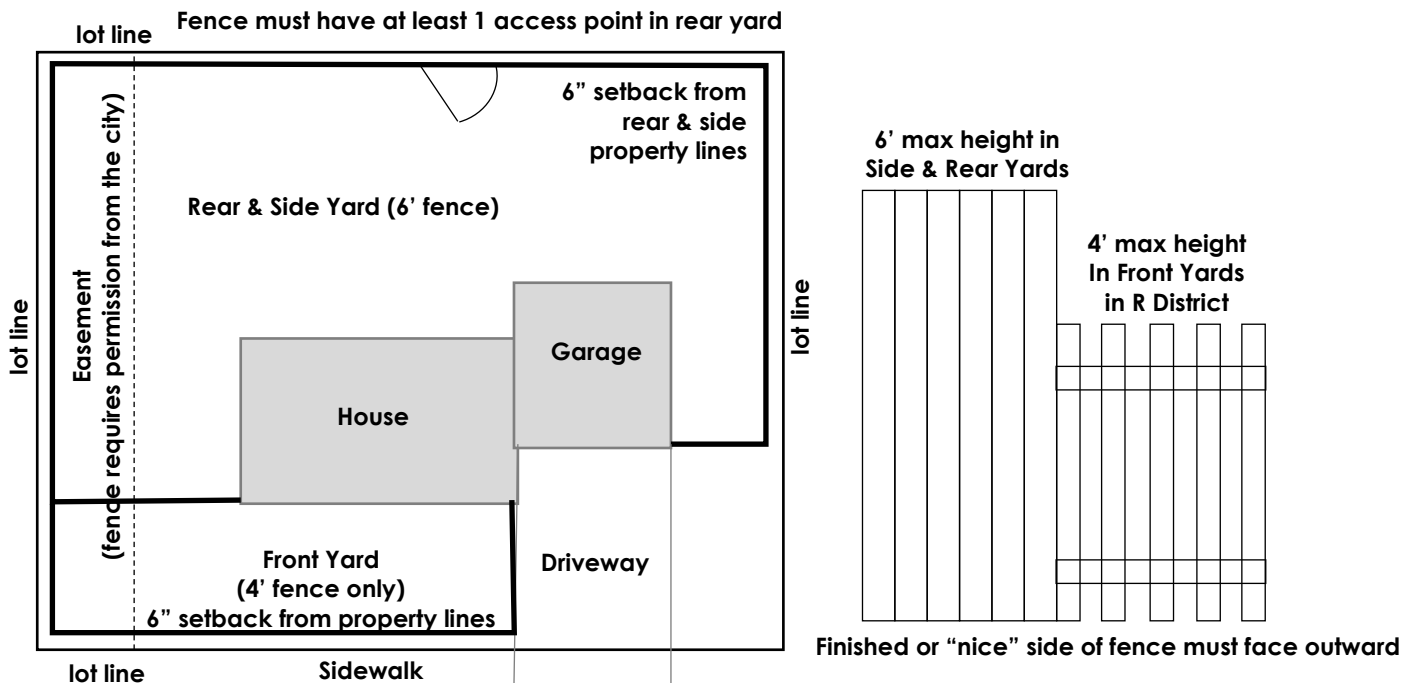 Fence must have at least 1 access point in rear yard
lot line
6” setback from
rear & side
property lines
Rear & Side Yard (6’ fence)
Easement
(fence requires permission from the city)
lot line
lot line
Garage
House
Front Yard
(4’ fence only)
6” setback from property lines
Driveway
lot line
Sidewalk
6’ max height in
Side & Rear Yards
4’ max height
In Front Yards
in R District
Finished or “nice” side of fence must face outward